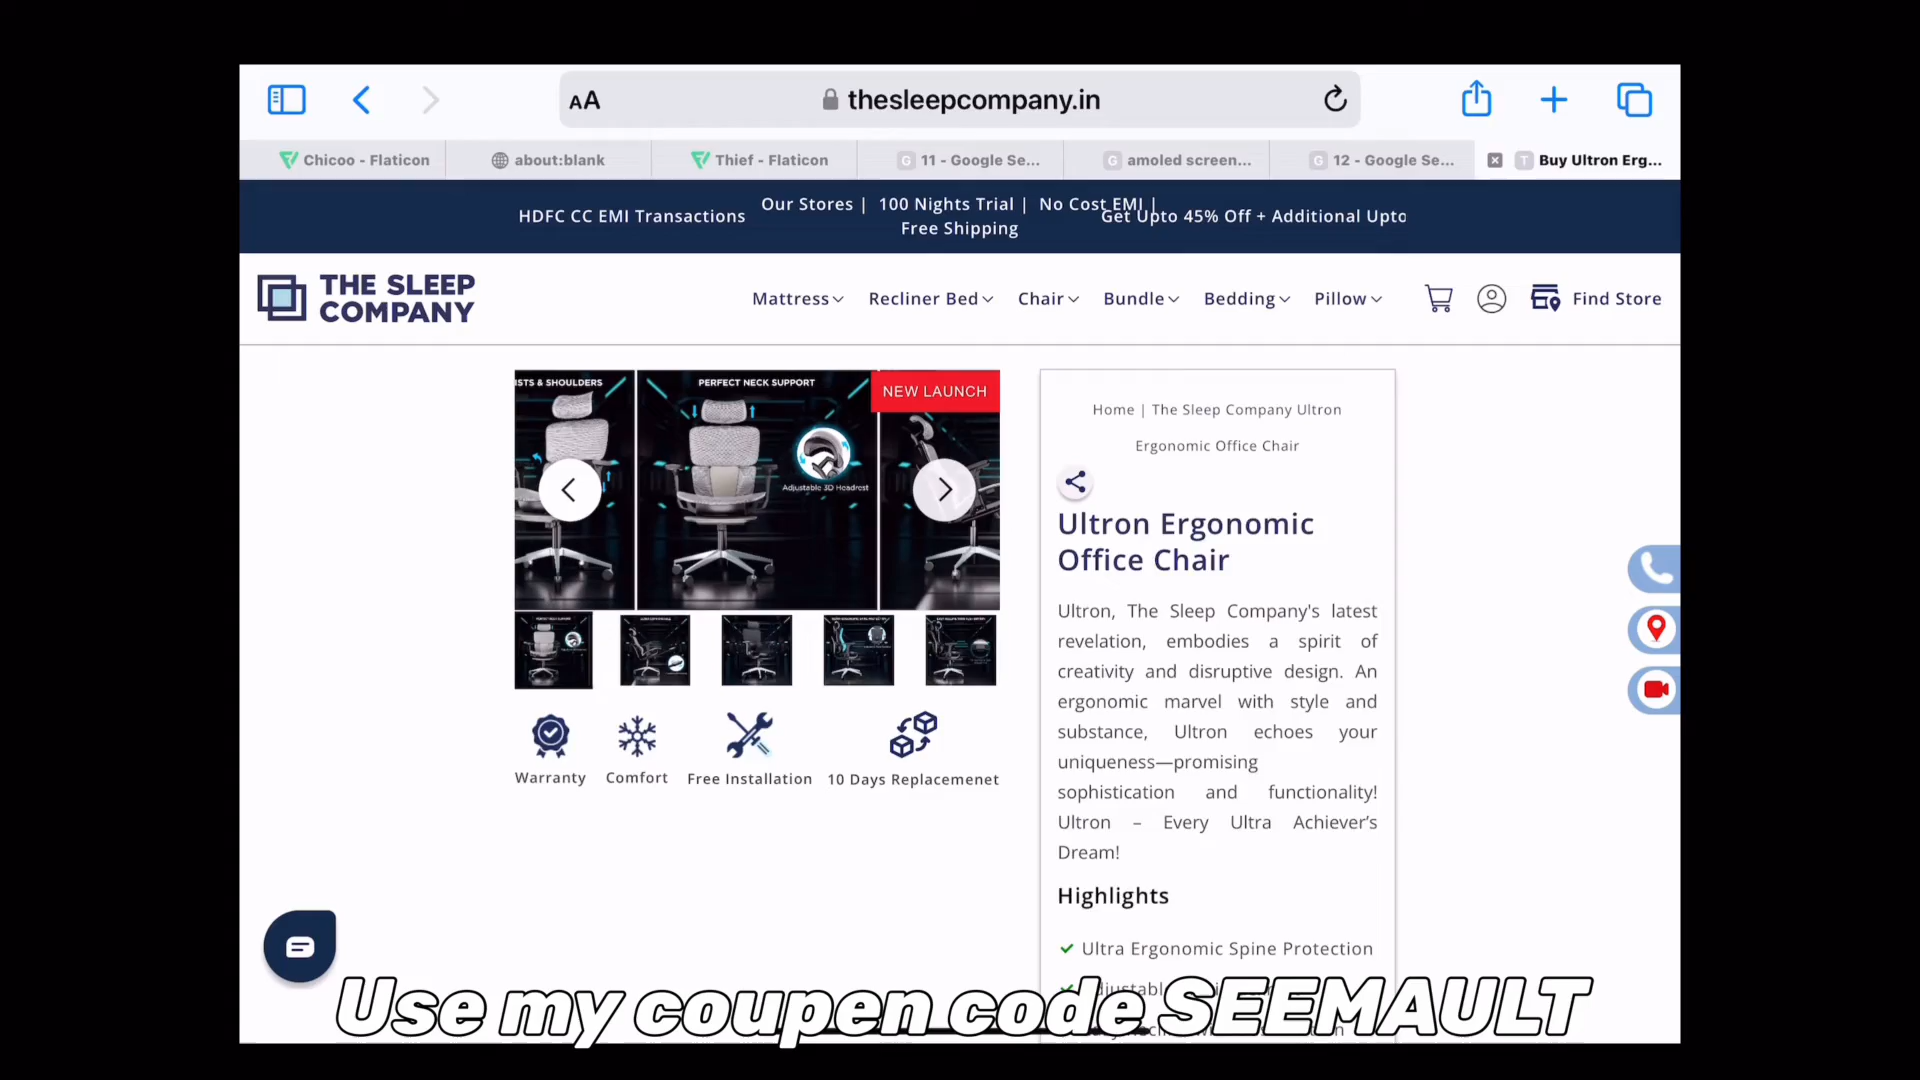 AA
thesleepcompany.in
Chicoo - Flaticon
about:blank
Thief - Flaticon
11 - Google Se...
amoled screen...
12 - Google Se...
Buy Ultron Erg...
HDFC CC EMI Transactions
Our Stores | 100 Nights Trial | No Cost EMI |
Free Shipping
Get Upto 45% Off + Additional Upto
THE SLEEP
COMPANY
Mattress
Recliner Bed
Chair
Bundle
Bedding
Pillow
Find Store
ISTS & SHOULDERS
PERFECT NECK SUPPORT
NEW LAUNCH
Adjustable 3D Headrest
Warranty
Comfort
Free Installation
10 Days Replacemenet
Home | The Sleep Company Ultron
Ergonomic Office Chair
Ultron Ergonomic
Office Chair
Ultron, The Sleep Company's latest
revelation, embodies a spirit of
creativity and disruptive design. An
ergonomic marvel with style and
substance, Ultron echoes your
uniqueness—promising
sophistication and functionality!
Ultron – Every Ultra Achiever's
Dream!
Highlights
Ultra Ergonomic Spine Protection
Use my coupen code SEEMAULT